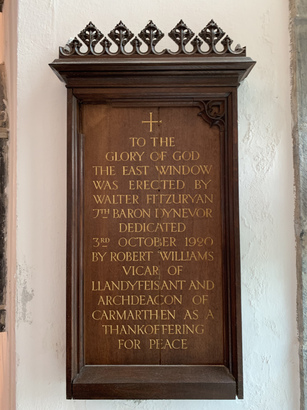 TO THE
GLORY OF GOD
THE EAST WINDOW
WAS ERECTED BY
WALTER FITZURYAN
7TH BARON DYNEVOR
DEDICATED
3RD OCTOBER 1920
BY ROBERT WILLIAMS
VICAR OF
LLANDYFEISANT AND
ARCHDEACON OF
CARMARTHEN AS A
THANKOFFERING
FOR PEACE